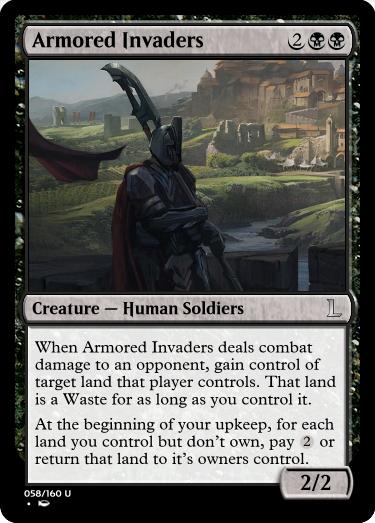 Armored Invaders 2
Creature — Human Soldiers L
When Armored Invaders deals combat
damage to an opponent, gain control of
target land that player controls. That land
is a Waste for as long as you control it.
At the beginning of your upkeep, for each
land you control but don't own, pay 2 or
return that land to it's owners control.
2/2
058/160 U